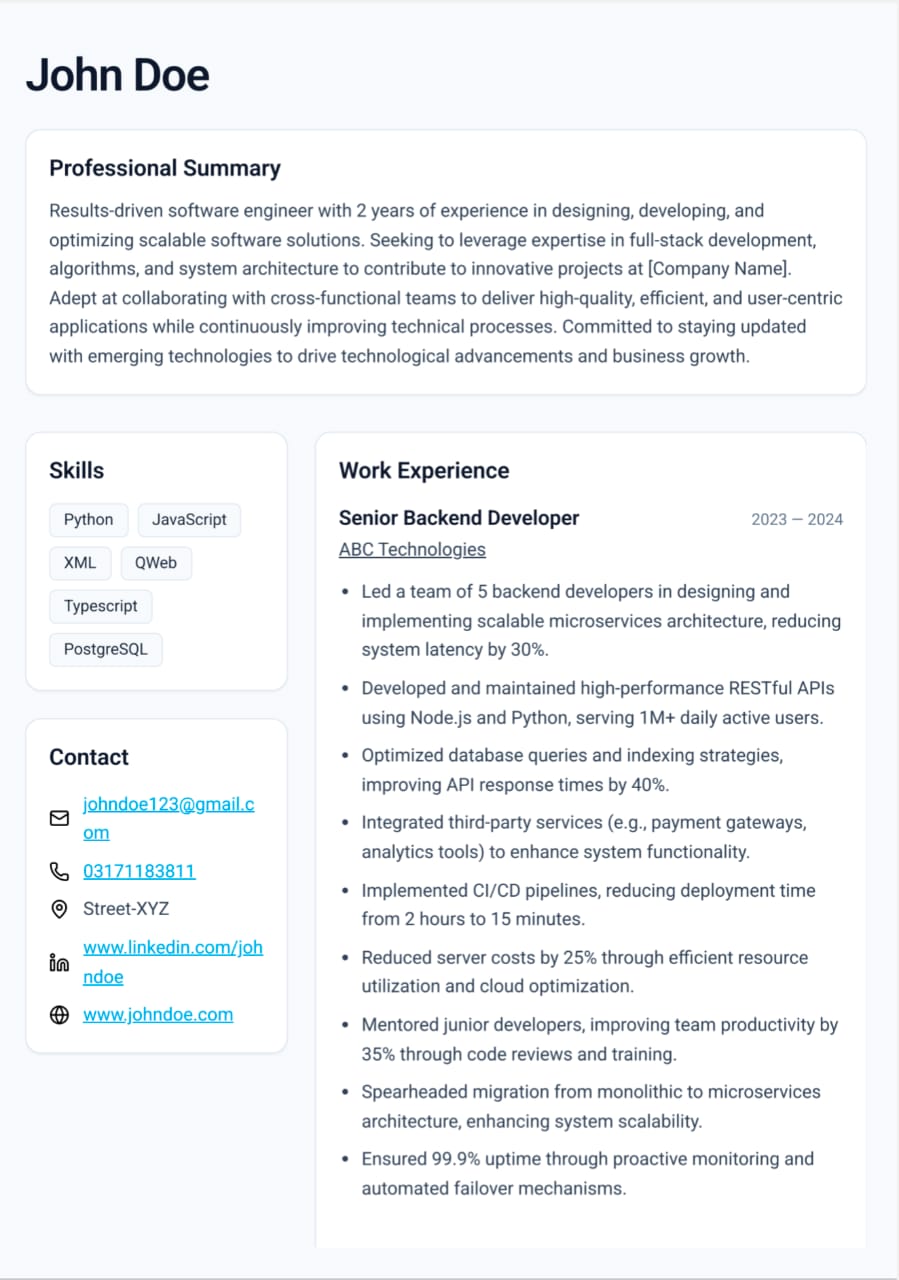 John Doe
Professional Summary
Results-driven software engineer with 2 years of experience in designing, developing, and
optimizing scalable software solutions. Seeking to leverage expertise in full-stack development,
algorithms, and system architecture to contribute to innovative projects at [Company Name].
Adept at collaborating with cross-functional teams to deliver high-quality, efficient, and user-centric
applications while continuously improving technical processes. Committed to staying updated
with emerging technologies to drive technological advancements and business growth.
Skills
Python JavaScript
XML QWeb
Typescript
PostgreSQL
Contact
johndoe123@gmail.c
om
03171183811
Street-XYZ
www.linkedin.com/joh
ndoe
www.johndoe.com
Work Experience
Senior Backend Developer 2023 — 2024
ABC Technologies
• Led a team of 5 backend developers in designing and
implementing scalable microservices architecture, reducing
system latency by 30%.
• Developed and maintained high-performance RESTful APIs
using Node.js and Python, serving 1M+ daily active users.
• Optimized database queries and indexing strategies,
improving API response times by 40%.
• Integrated third-party services (e.g., payment gateways,
analytics tools) to enhance system functionality.
• Implemented CI/CD pipelines, reducing deployment time
from 2 hours to 15 minutes.
• Reduced server costs by 25% through efficient resource
utilization and cloud optimization.
• Mentored junior developers, improving team productivity by
35% through code reviews and training.
• Spearheaded migration from monolithic to microservices
architecture, enhancing system scalability.
• Ensured 99.9% uptime through proactive monitoring and
automated failover mechanisms.